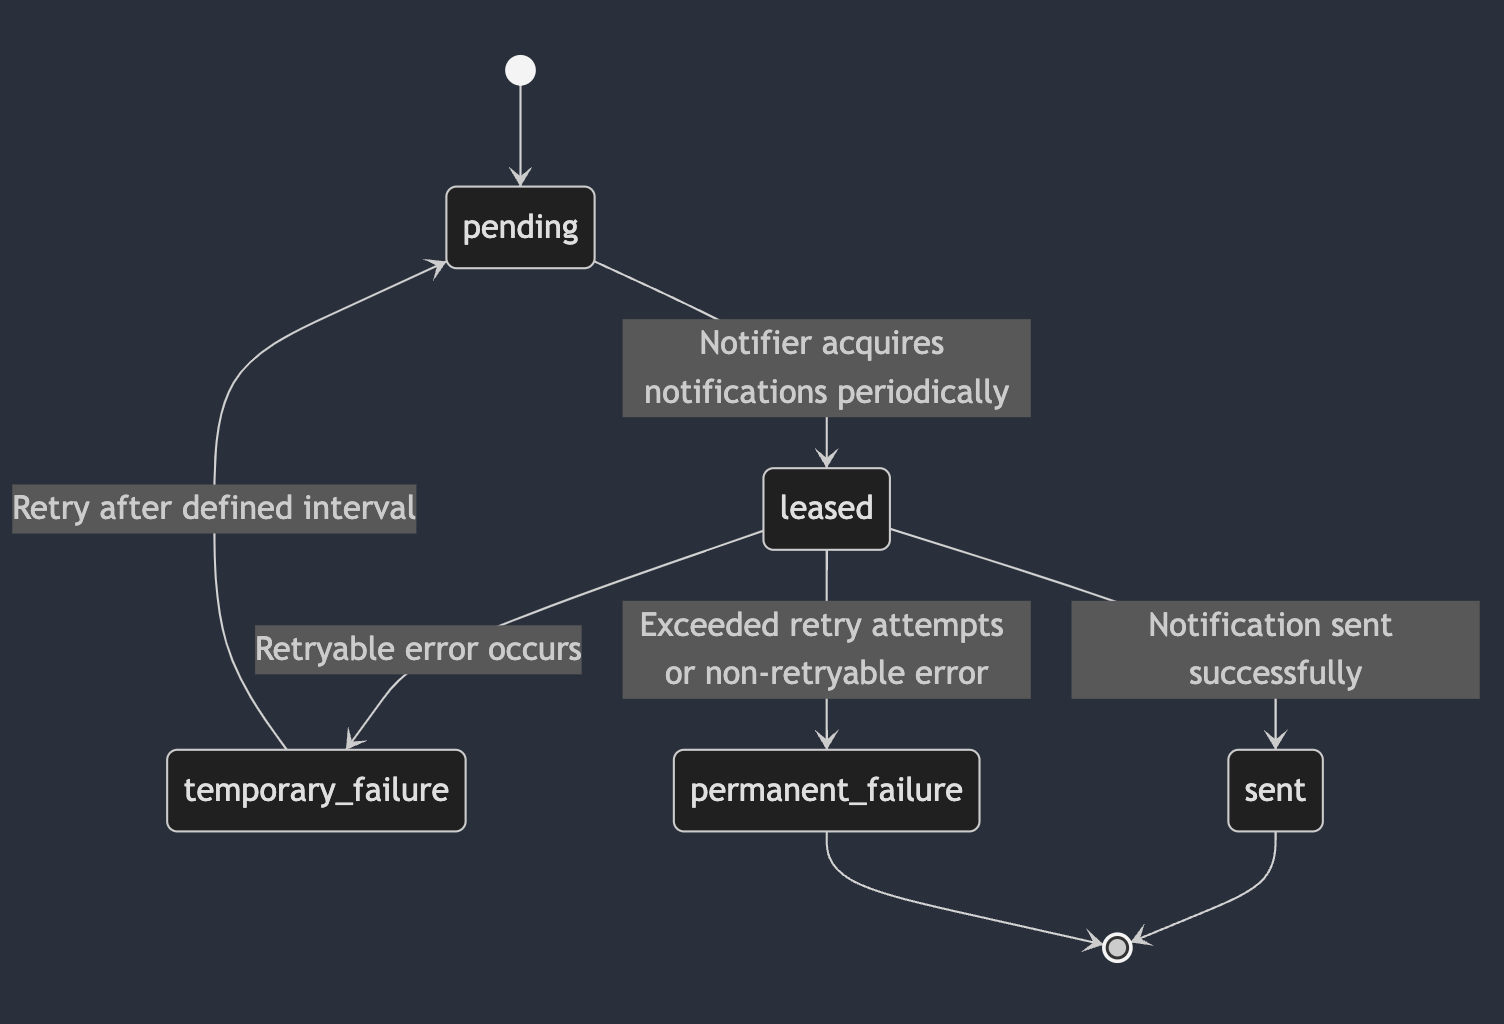 pending
Notifier acquires
notifications periodically
Retry after defined interval
leased
Retryable error occurs
Exceeded retry attempts
or non-retryable error
Notification sent
successfully
temporary_failure
permanent_failure
sent